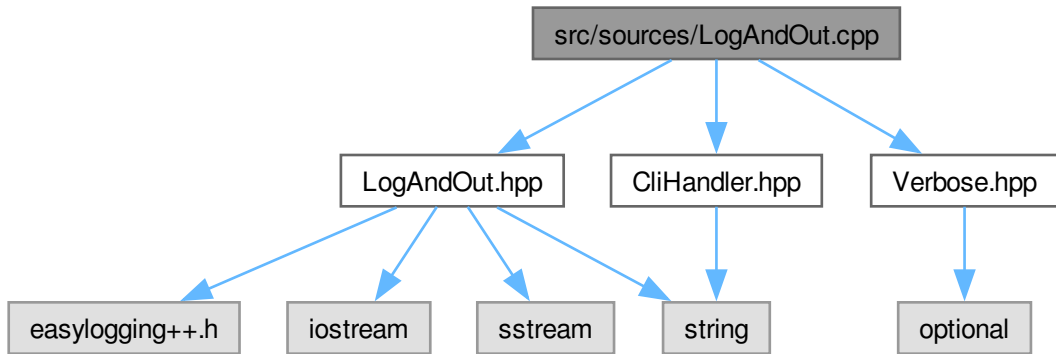 src/sources/LogAndOut.cpp
LogAndOut.hpp
CliHandler.hpp
Verbose.hpp
easylogging++.h
iostream
sstream
string
optional